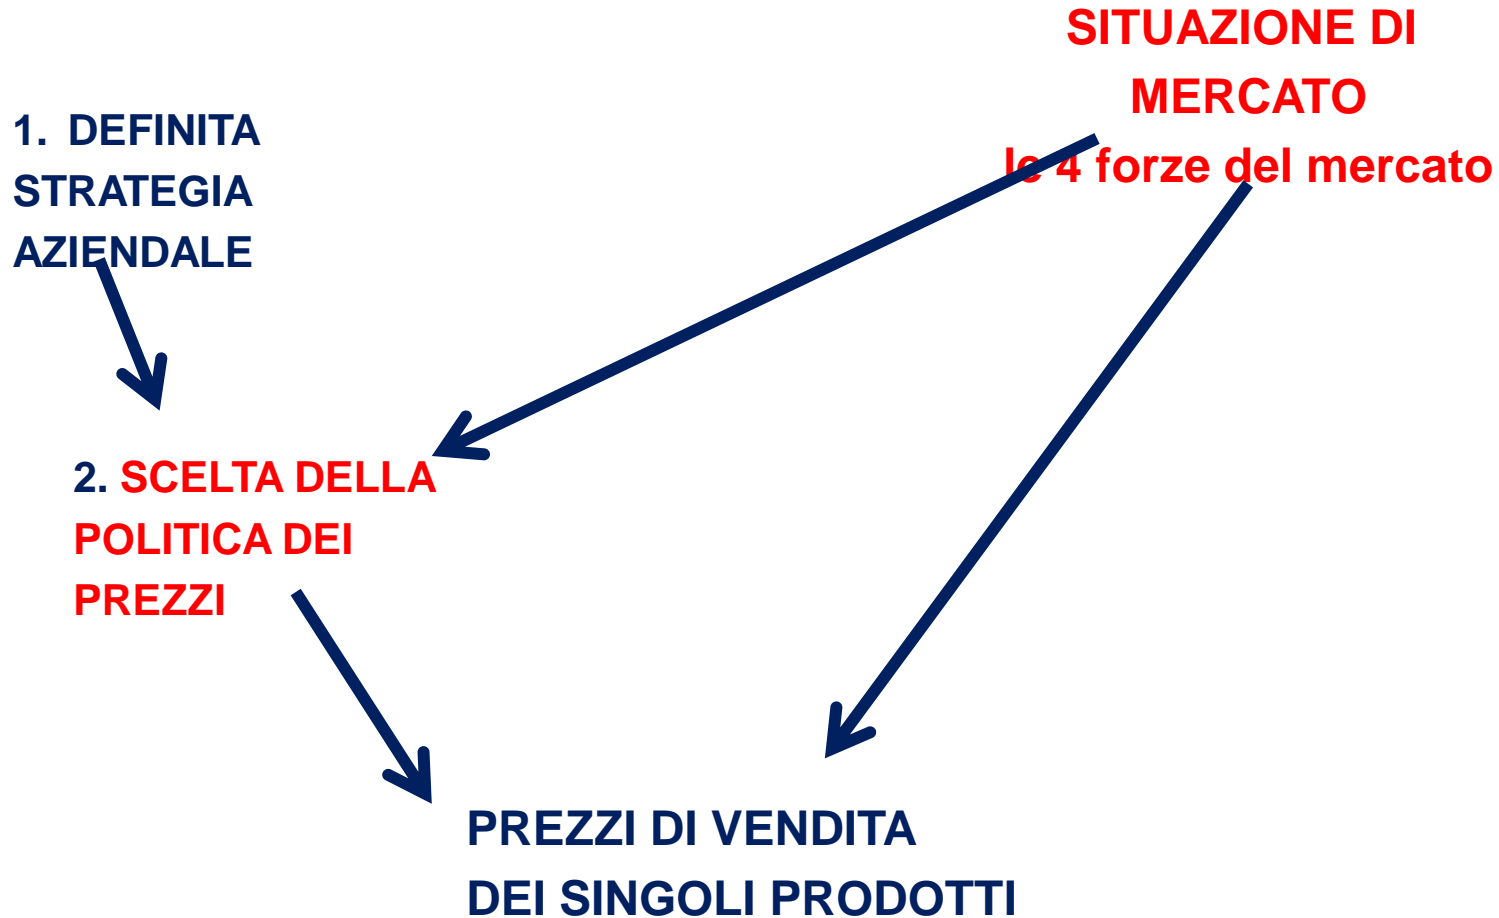 SITUAZIONE DI
MERCATO
le 4 forze del mercato
1. DEFINITA
STRATEGIA
AZIENDALE
2. SCELTA DELLA
POLITICA DEI
PREZZI
PREZZI DI VENDITA
DEI SINGOLI PRODOTTI